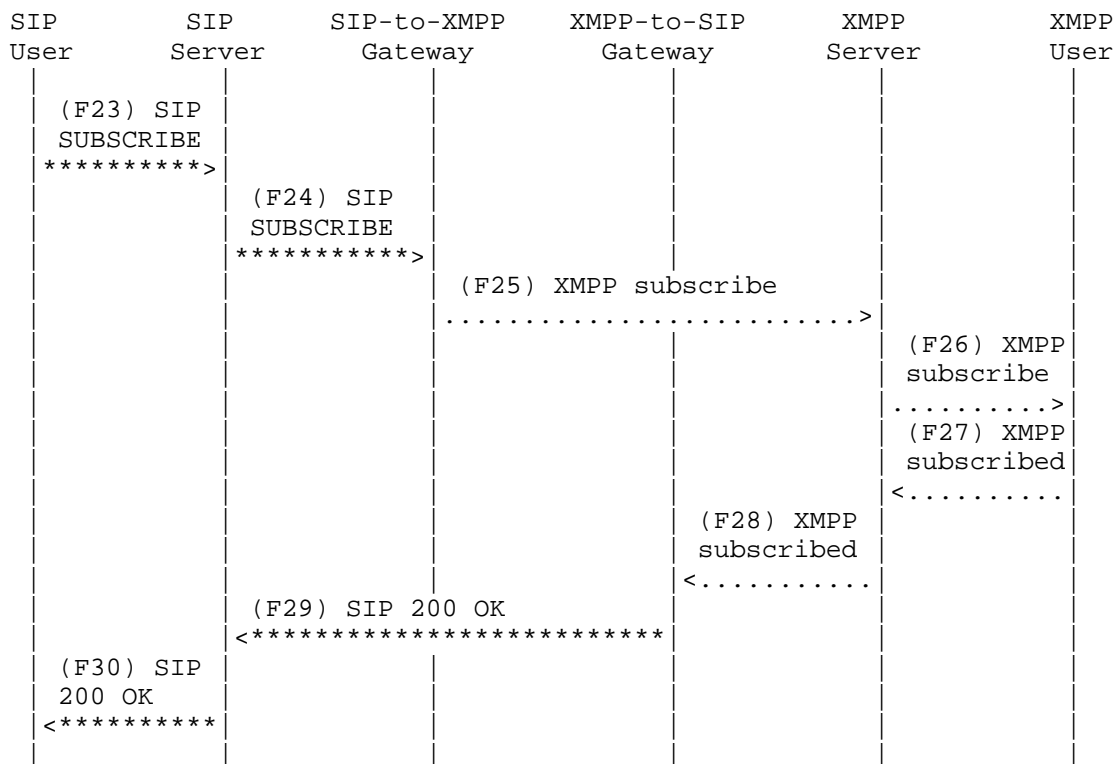 SIP SIP SIP-to-XMPP XMPP-to-SIP XMPP XMPP
User Server Gateway Gateway Server User
(F23) SIP
SUBSCRIBE
**********>
(F24) SIP
SUBSCRIBE
***********>
(F25) XMPP subscribe
..........................>
(F26) XMPP
subscribe
..........>
(F27) XMPP
subscribed
<...........
(F28) XMPP
subscribed
<............
(F29) SIP 200 OK
<**************************
(F30) SIP
200 OK
<**********